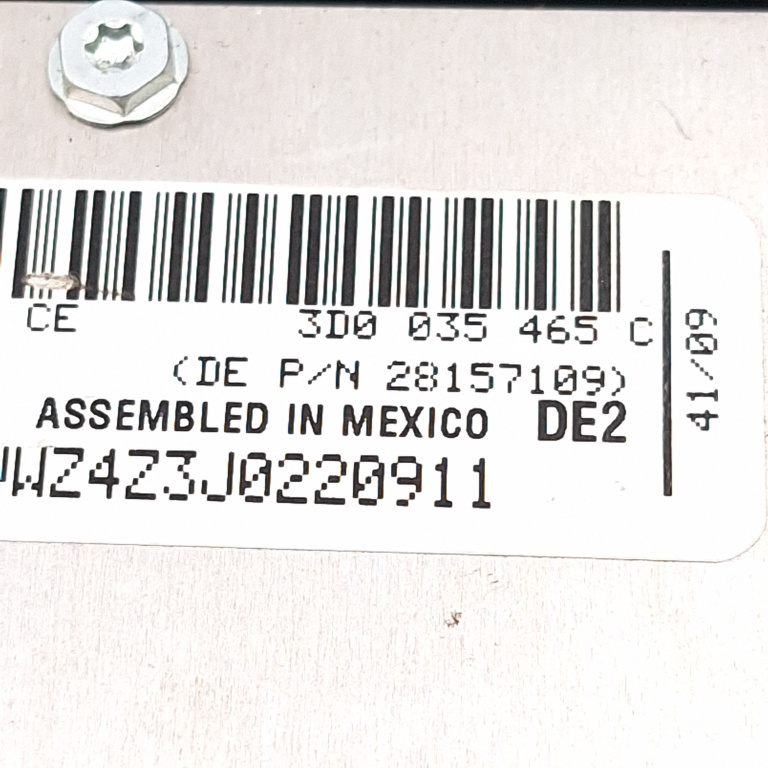 CE 3D0 035 465 C
(DE P/N 28157109)
ASSEMBLED IN MEXICO DE2
WZ4Z3J0220911
41/09